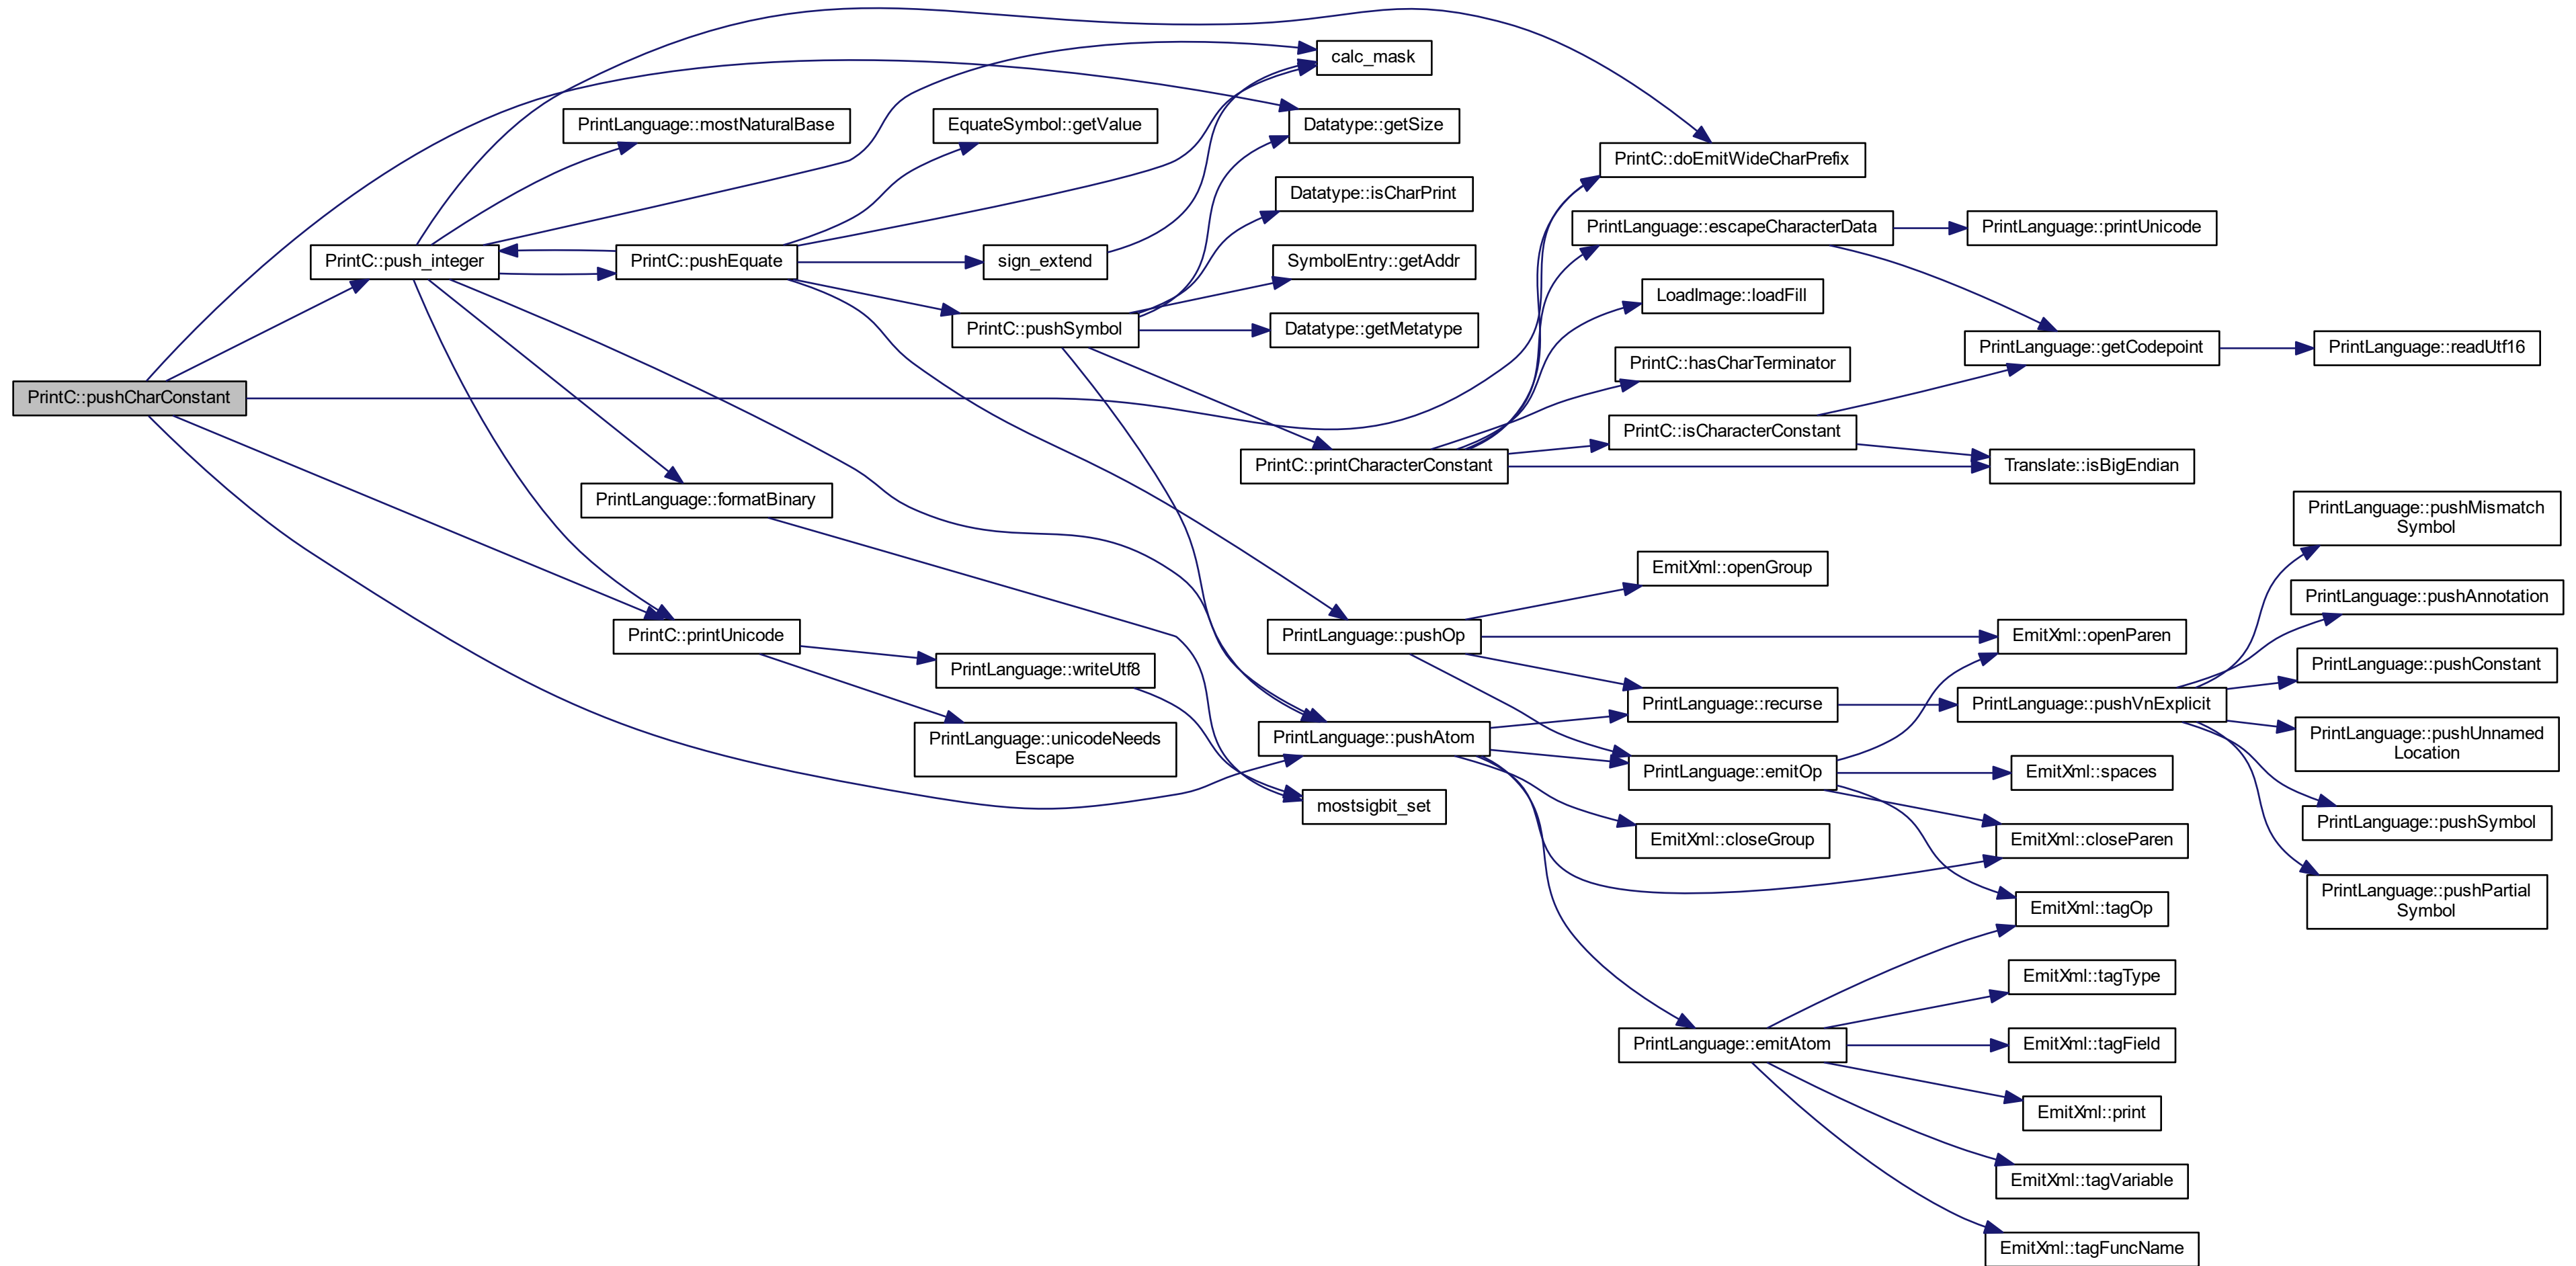 PrintC::pushCharConstant
PrintC::push_integer
PrintLanguage::mostNaturalBase
PrintC::pushEquate
PrintLanguage::formatBinary
PrintC::printUnicode
EquateSymbol::getValue
sign_extend
PrintC::pushSymbol
PrintLanguage::writeUtf8
PrintLanguage::unicodeNeeds
Escape
calc_mask
Datatype::getSize
Datatype::isCharPrint
SymbolEntry::getAddr
Datatype::getMetatype
PrintC::printCharacterConstant
PrintLanguage::pushOp
PrintLanguage::pushAtom
mostsigbit_set
PrintC::doEmitWideCharPrefix
PrintLanguage::escapeCharacterData
LoadImage::loadFill
PrintC::hasCharTerminator
PrintC::isCharacterConstant
EmitXml::openGroup
PrintLanguage::recurse
PrintLanguage::emitOp
EmitXml::closeGroup
PrintLanguage::emitAtom
PrintLanguage::printUnicode
PrintLanguage::getCodepoint
Translate::isBigEndian
EmitXml::openParen
PrintLanguage::pushVnExplicit
EmitXml::spaces
EmitXml::closeParen
EmitXml::tagOp
EmitXml::tagType
EmitXml::tagField
EmitXml::print
EmitXml::tagVariable
EmitXml::tagFuncName
PrintLanguage::readUtf16
PrintLanguage::pushMismatch
Symbol
PrintLanguage::pushAnnotation
PrintLanguage::pushConstant
PrintLanguage::pushUnnamed
Location
PrintLanguage::pushSymbol
PrintLanguage::pushPartial
Symbol